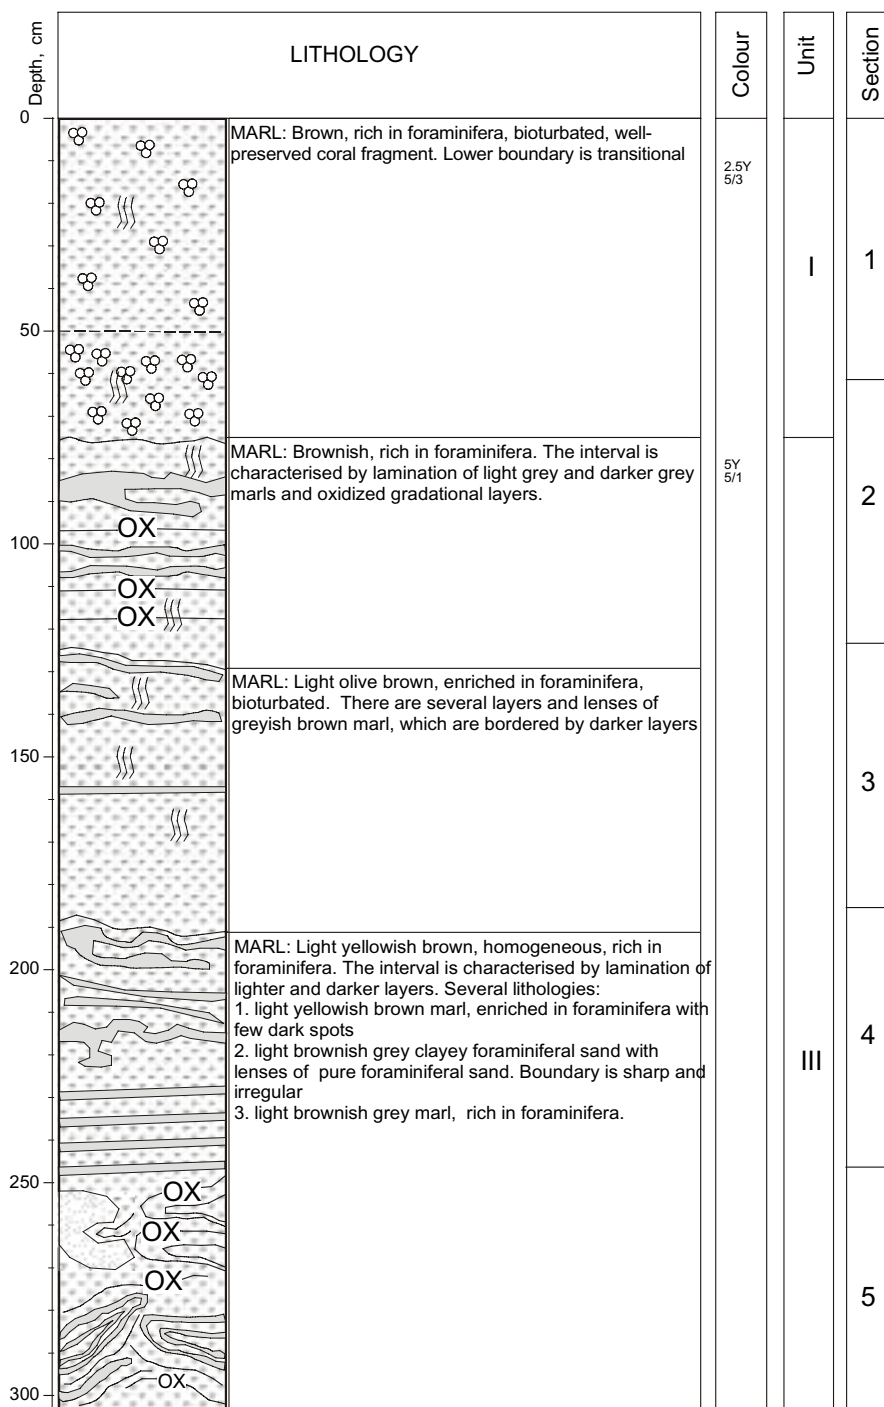 Depth, cm
LITHOLOGY
Colour
Unit
Section
0
50
100
150
200
250
300
MARL: Brown, rich in foraminifera, bioturbated, well-
preserved coral fragment. Lower boundary is transitional
MARL: Brownish, rich in foraminifera. The interval is
characterised by lamination of light grey and darker grey
marls and oxidized gradational layers.
MARL: Light olive brown, enriched in foraminifera,
bioturbated. There are several layers and lenses of
greyish brown marl, which are bordered by darker layers
MARL: Light yellowish brown, homogeneous, rich in
foraminifera. The interval is characterised by lamination of
lighter and darker layers. Several lithologies:
1. light yellowish brown marl, enriched in foraminifera with
few dark spots
2. light brownish grey clayey foraminiferal sand with
lenses of pure foraminiferal sand. Boundary is sharp and
irregular
3. light brownish grey marl, rich in foraminifera.
OX
OX
OX
OX
OX
OX
OX
2.5Y
5/3
5Y
5/1
I
III
1
2
3
4
5